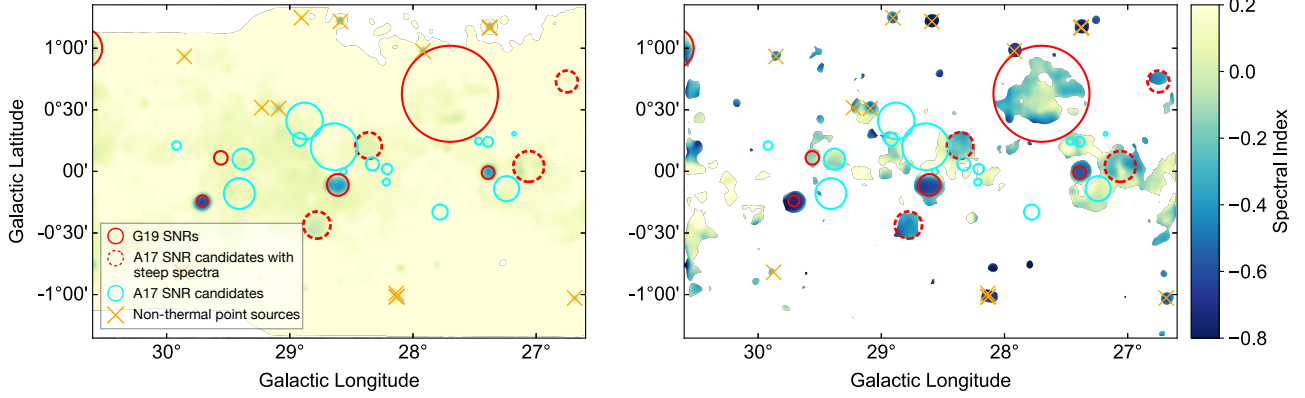 1°00'
0°30'
0°00'
-0°30'
-1°00'
Galactic Latitude
G19 SNRs
A17 SNR candidates with
steep spectra
A17 SNR candidates
Non-thermal point sources
30°
29°
28°
27°
Galactic Longitude
1°00'
0°30'
00'
-0°30'
-1°00'
30°
29°
28°
27°
Galactic Longitude
0.2
0.0
−0.2
−0.4
−0.6
−0.8
Spectral Index